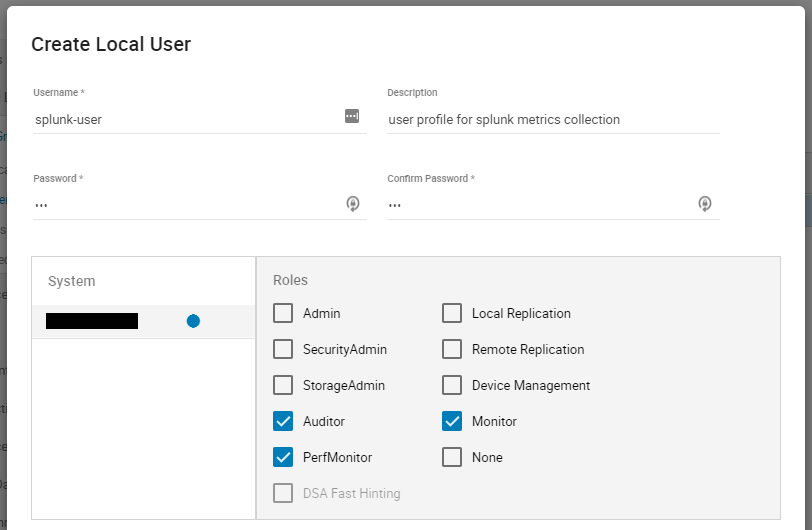 Create Local User
Username *
Description
splunk-user
user profile for splunk metrics collection
Password *
Confirm Password *
•••
•••
System
Roles
Admin
Local Replication
SecurityAdmin
Remote Replication
StorageAdmin
Device Management
Auditor
Monitor
PerfMonitor
None
DSA Fast Hinting